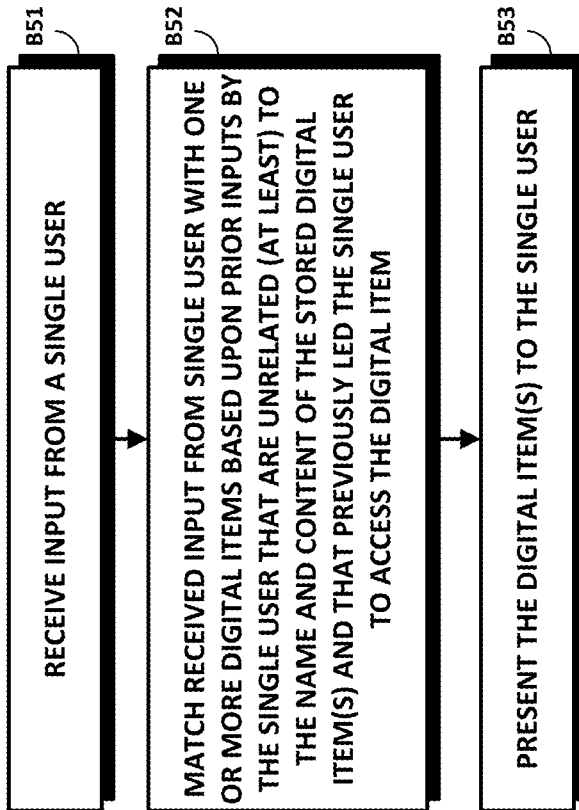 B51
RECEIVE INPUT FROM A SINGLE USER
B52
MATCH RECEIVED INPUT FROM SINGLE USER WITH ONE
OR MORE DIGITAL ITEMS BASED UPON PRIOR INPUTS BY
THE SINGLE USER THAT ARE UNRELATED (AT LEAST) TO
THE NAME AND CONTENT OF THE STORED DIGITAL
ITEM(S) AND THAT PREVIOUSLY LED THE SINGLE USER
TO ACCESS THE DIGITAL ITEM
B53
PRESENT THE DIGITAL ITEM(S) TO THE SINGLE USER